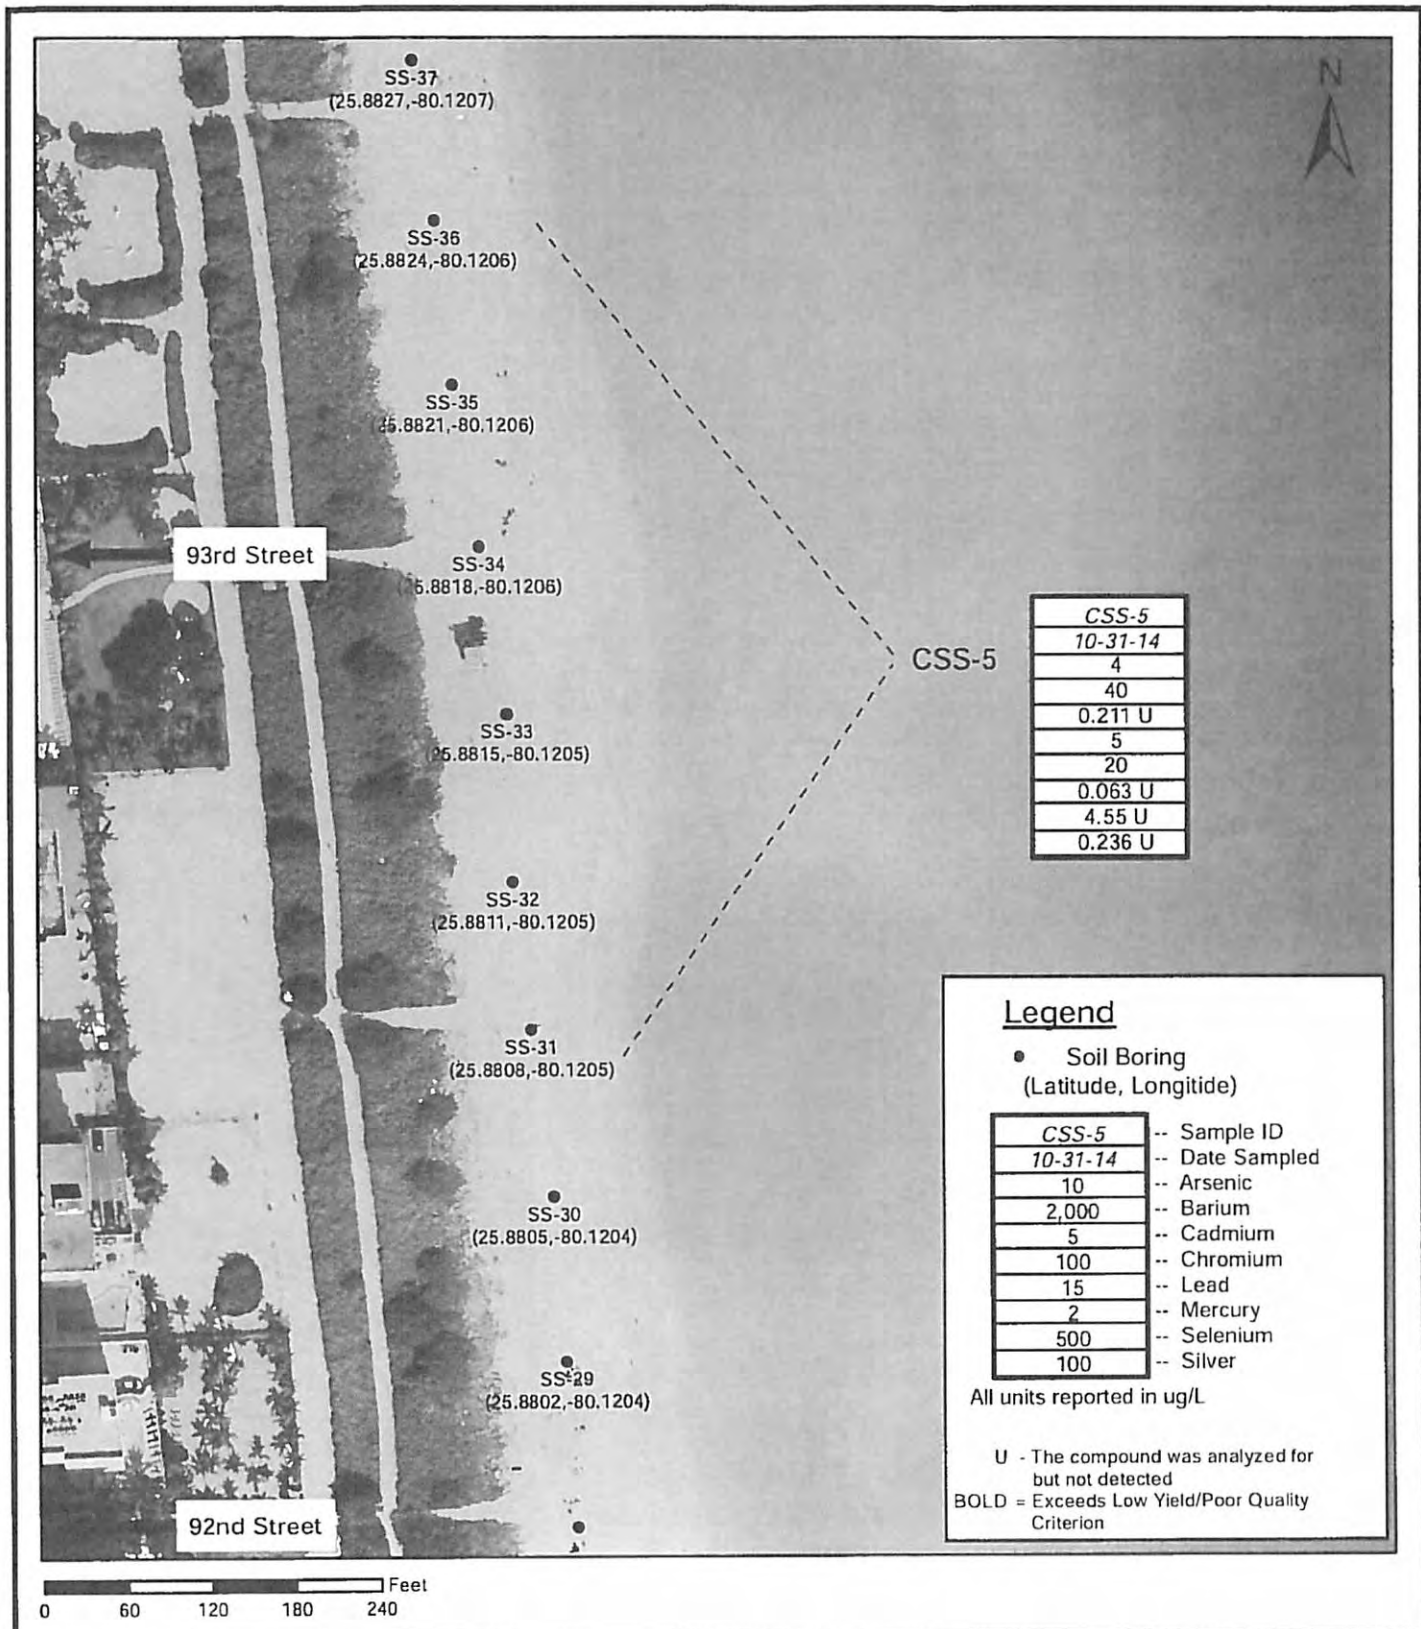 N
SS-37
(25.8827,-80.1207)
SS-36
(25.8824,-80.1206)
SS-35
(25.8821,-80.1206)
93rd Street
SS-34
(25.8818,-80.1206)
CSS-5
CSS-5
10-31-14
4
40
0.211 U
5
20
0.063 U
4.55 U
0.236 U
SS-33
(25.8815,-80.1205)
SS-32
(25.8811,-80.1205)
SS-31
(25.8808,-80.1205)
SS-30
(25.8805,-80.1204)
SS-29
(25.8802,-80.1204)
92nd Street
Legend
Soil Boring
(Latitude, Longitide)
CSS-5 -- Sample ID
10-31-14 -- Date Sampled
10 -- Arsenic
2,000 -- Barium
5 -- Cadmium
100 -- Chromium
15 -- Lead
2 -- Mercury
500 -- Selenium
100 -- Silver
All units reported in ug/L
U - The compound was analyzed for
but not detected
BOLD = Exceeds Low Yield/Poor Quality
Criterion
Feet
0 60 120 180 240